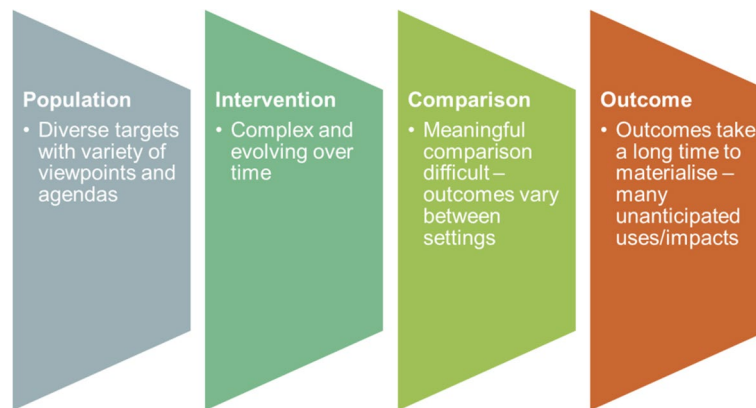 Population
• Diverse targets
with variety of
viewpoints and
agendas
Intervention
• Complex and
evolving over
time
Comparison
• Meaningful
comparison
difficult –
outcomes vary
between
settings
Outcome
• Outcomes take
a long time to
materialise –
many
unanticipated
uses/impacts